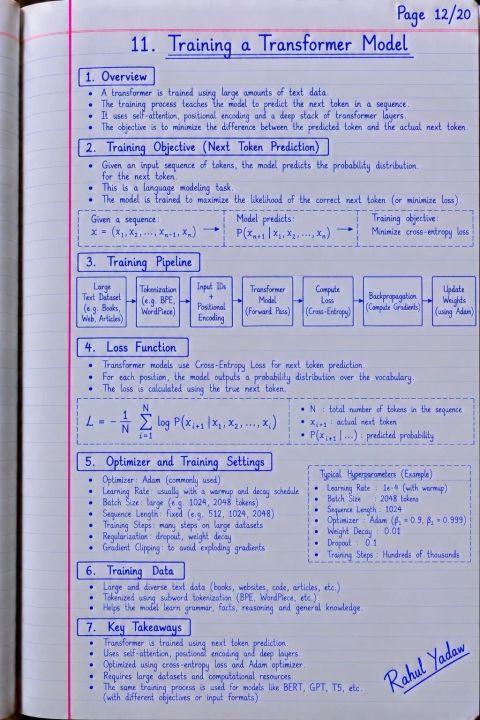 Page 12/20
11. Training a Transformer Model
1. Overview
• A transformer is trained using large amounts of text data.
• The training process teaches the model to predict the next token in a sequence.
• It uses self-attention, positional encoding and a deep stack of transformer layers.
• The objective is to minimize the difference between the predicted token and the actual next token.
2. Training Objective (Next Token Prediction)
• Given an input sequence of tokens, the model predicts the probability distribution.
for the next token.
• This is a language modeling task.
• The model is trained to maximize the likelihood of the correct next token (or minimize loss).
Given a sequence:
x = (x₁, x₂, ..., xₙ₋₁, xₙ) →
Model predicts:
P(xₙ₊₁ | x₁, x₂, ..., xₙ) →
Training objective:
Minimize cross-entropy loss
3. Training Pipeline
Large
Text Dataset
(e.g. Books,
Web, Articles)
Tokenization
(e.g. BPE,
WordPiece)
Input IDs
+
Positional
Encoding
Transformer
Model
(Forward Pass)
Compute
Loss
(Cross-Entropy)
Backpropagation
(Compute Gradients)
Update
Weights
(using Adam)
4. Loss Function
• Transformer models use Cross-Entropy Loss for next token prediction.
• For each position, the model outputs a probability distribution over the vocabulary.
• The loss is calculated using the true next token.
L = - 1/N ∑ᵢ₌₁ᴺ log P(xᵢ₊₁ | x₁, x₂, ..., xᵢ)
• N : total number of tokens in the sequence
• xᵢ₊₁ : actual next token
• P(xᵢ₊₁ | ...) : predicted probability
5. Optimizer and Training Settings
• Optimizer: Adam (commonly used)
• Learning Rate: usually with a warmup and decay schedule
• Batch Size: large (e.g. 1024, 2048 tokens)
• Sequence Length: fixed (e.g. 512, 1024, 2048)
• Training Steps: many steps on large datasets
• Regularization: dropout, weight decay
• Gradient Clipping: to avoid exploding gradients
Typical Hyperparameters (Example)
• Learning Rate : 1e-4 (with warmup)
• Batch Size : 2048 tokens
• Sequence Length : 1024
• Optimizer : Adam (β₁ = 0.9, β₂ = 0.999)
• Weight Decay : 0.01
• Dropout : 0.1
• Training Steps : Hundreds of thousands
6. Training Data
• Large and diverse text data (books, websites, code, articles, etc.)
• Tokenized using subword tokenization (BPE, WordPiece, etc.)
• Helps the model learn grammar, facts, reasoning and general knowledge.
7. Key Takeaways
• Transformer is trained using next token prediction.
• Uses self-attention, positional encoding and deep layers.
• Optimized using cross-entropy loss and Adam optimizer.
• Requires large datasets and computational resources.
• The same training process is used for models like BERT, GPT, T5, etc.
(with different objectives or input formats).
Rahul Yadaw